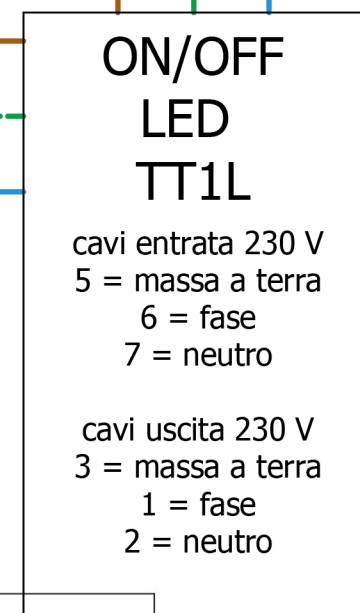 ON/OFF
LED
TT1L
cavi entrata 230 V
5 = massa a terra
6 = fase
7 = neutro
cavi uscita 230 V
3 = massa a terra
1 = fase
2 = neutro